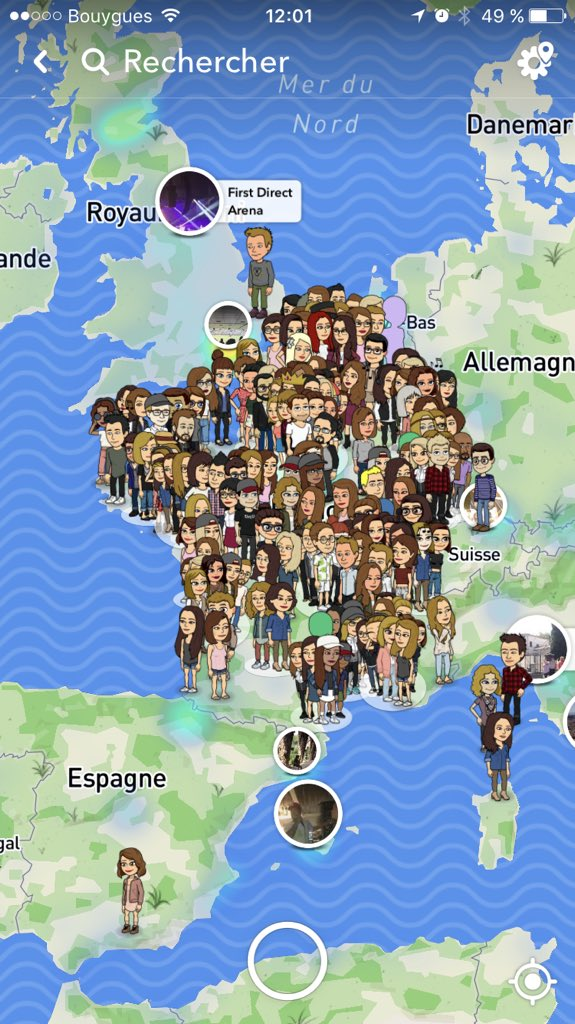 Bouygues 12:01 49 %
Rechercher
Mer du
Nord
Danemar
First Direct
Arena
Royau
ande
Bas
Allemagn
Suisse
Espagne
gal